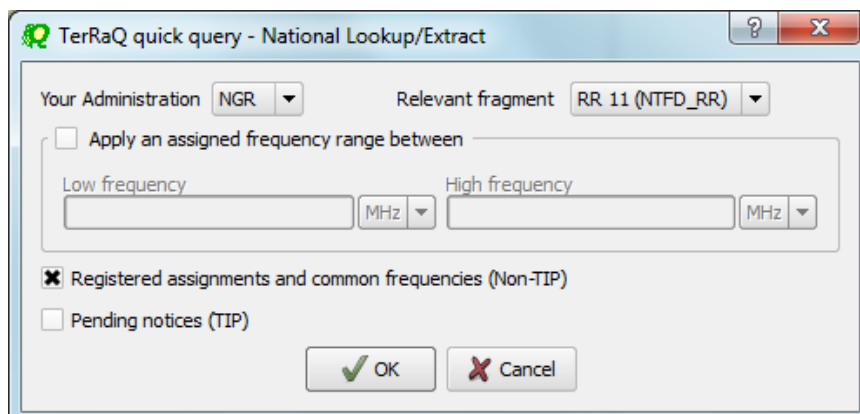 TerRaQ quick query - National Lookup/Extract
Your Administration NGR Relevant fragment RR 11 (NTFD_RR)
Apply an assigned frequency range between
Low frequency High frequency
MHz MHz
Registered assignments and common frequencies (Non-TIP)
Pending notices (TIP)
OK Cancel